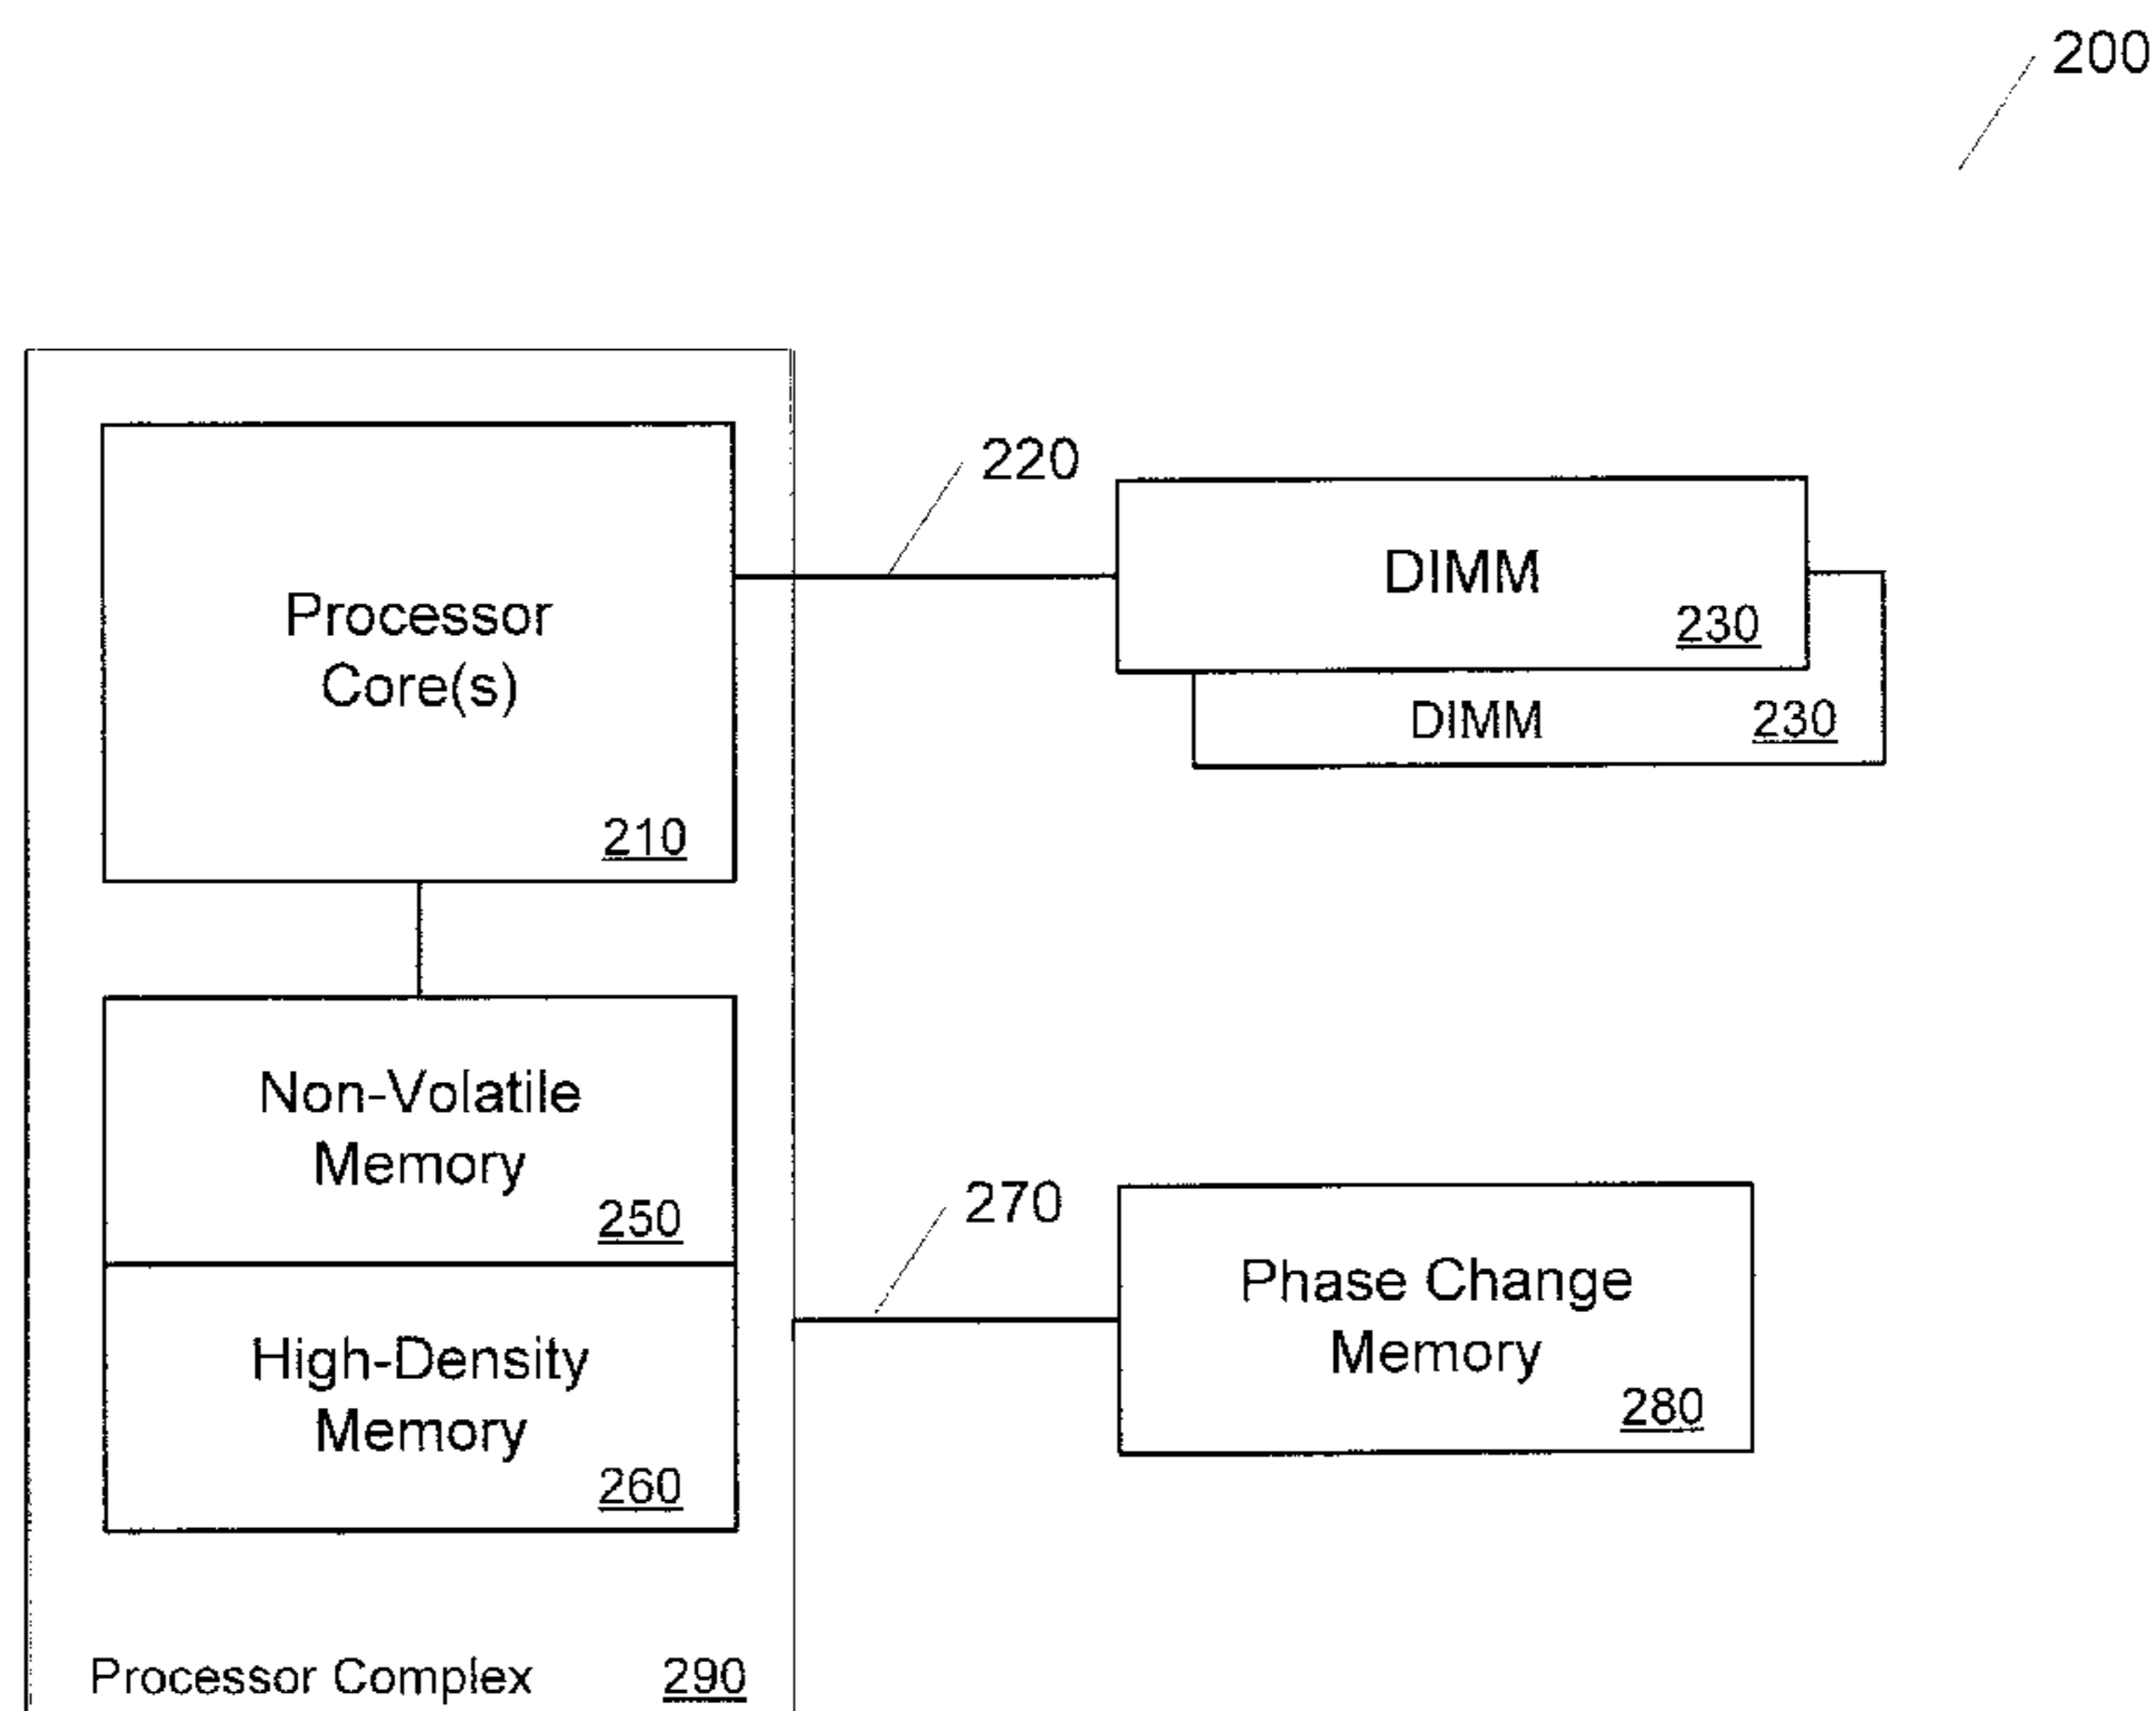 200
Processor
Core(s)
210
220
DIMM
230
DIMM 230
Non-Volatile
Memory
250
High-Density
Memory
260
270
Phase Change
Memory
280
Processor Complex 290